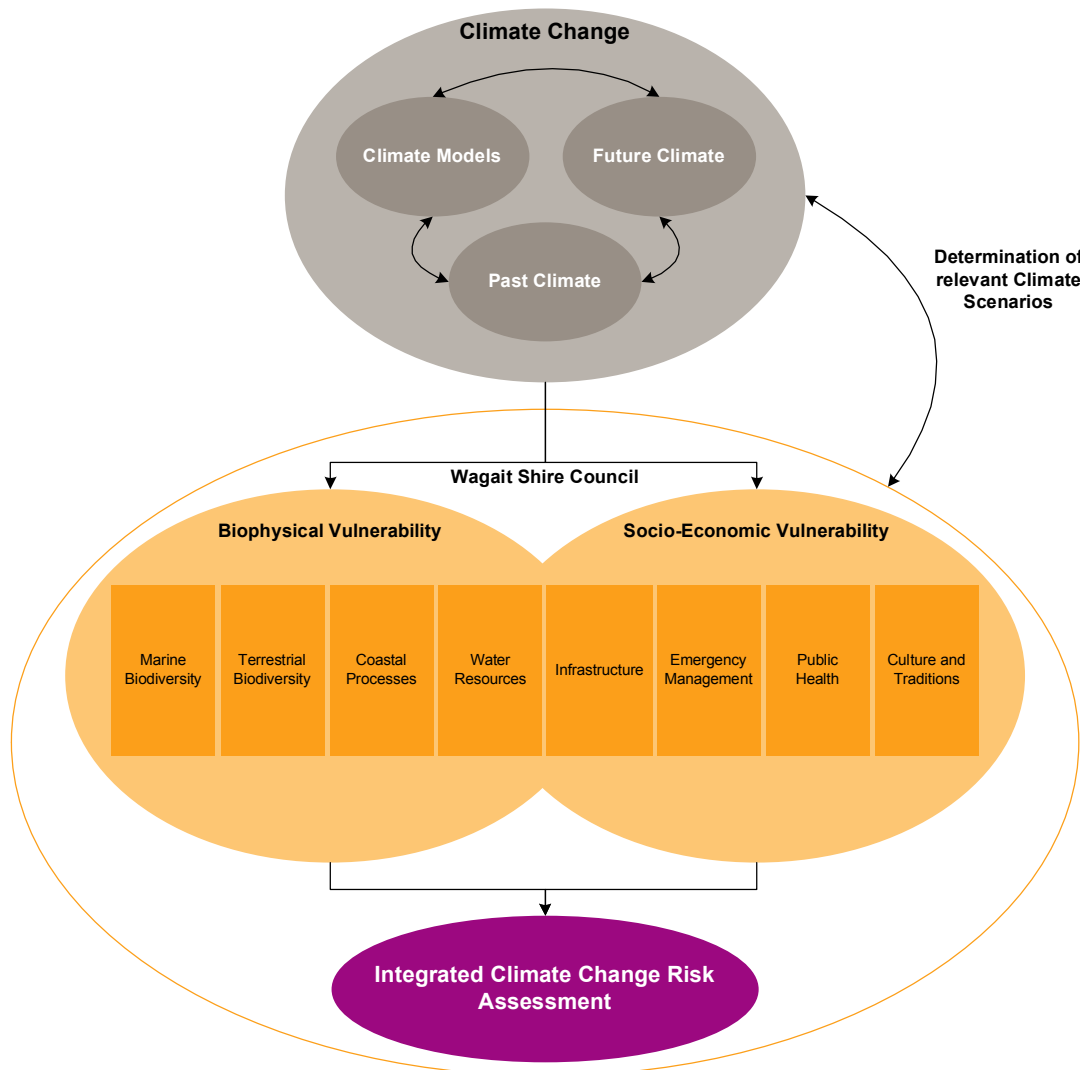 Climate Change
Climate Models
Future Climate
Past Climate
Determination of
relevant Climate
Scenarios
Wagait Shire Council
Biophysical Vulnerability
Socio-Economic Vulnerability
Marine
Biodiversity
Terrestrial
Biodiversity
Coastal
Processes
Water
Resources
Infrastructure
Emergency
Management
Public
Health
Culture and
Traditions
Integrated Climate Change Risk
Assessment